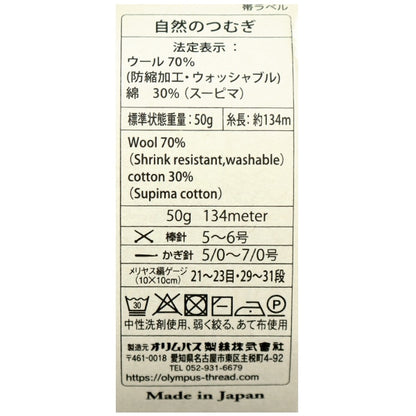 帯ラベル
自然のつむぎ
法定表示：
ウール 70%
(防縮加工・ウォッシャブル)
綿 30% (スーピマ)
標準状態重量：50g 糸長：約134m
Wool 70%
(Shrink resistant,washable)
cotton 30%
(Supima cotton)
50g 134meter
棒針 5～6号
かぎ針 5/0～7/0号
メリヤス編ゲージ (10×10cm) 21～23目・29～31段
30
中性洗剤使用、弱く絞る、あて布使用
製造元 オリムパス製絲株式会社
〒461-0018 愛知県名古屋市東区主税町4-92
TEL 052-931-6679
https://olympus-thread.com
Made in Japan